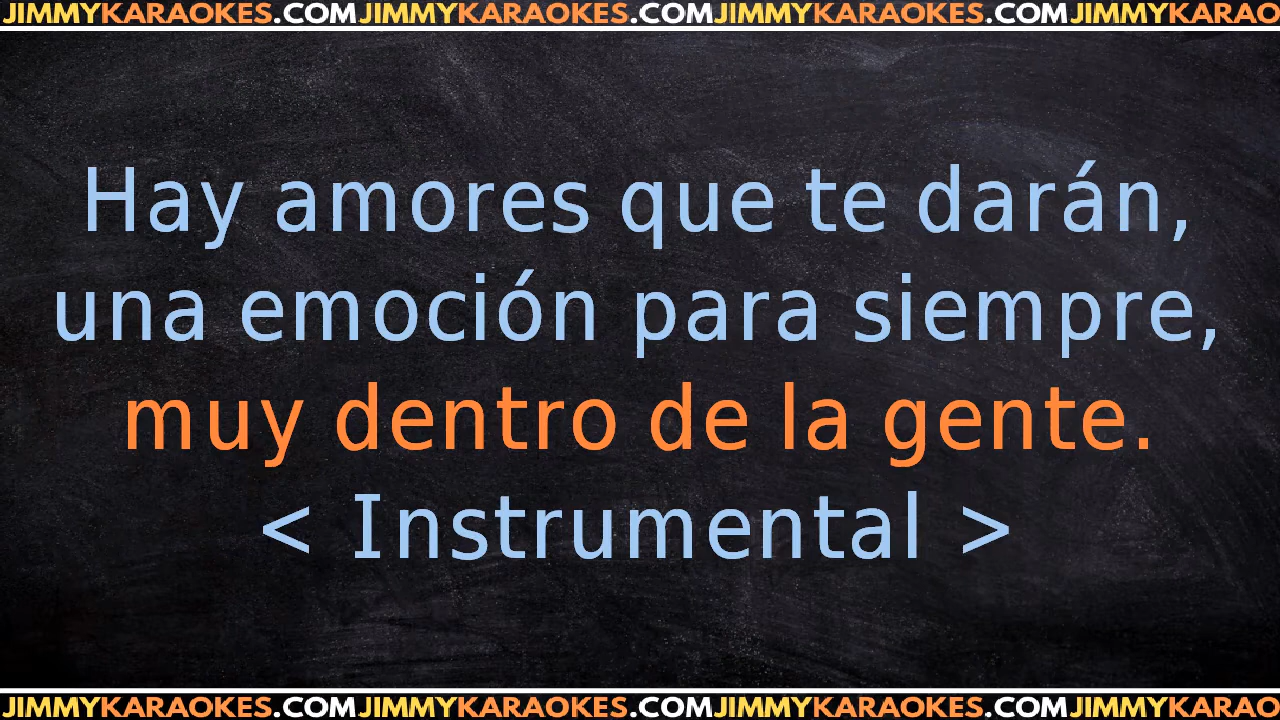 JIMMYKARAOKES.COMJIMMYKARAOKES.COMJIMMYKARAOKES.COMJIMMYKARAO
Hay amores que te darán,
una emoción para siempre,
muy dentro de la gente.
< Instrumental >
JIMMYKARAOKES.COMJIMMYKARAOKES.COMJIMMYKARAOKES.COMJIMMYKARAO